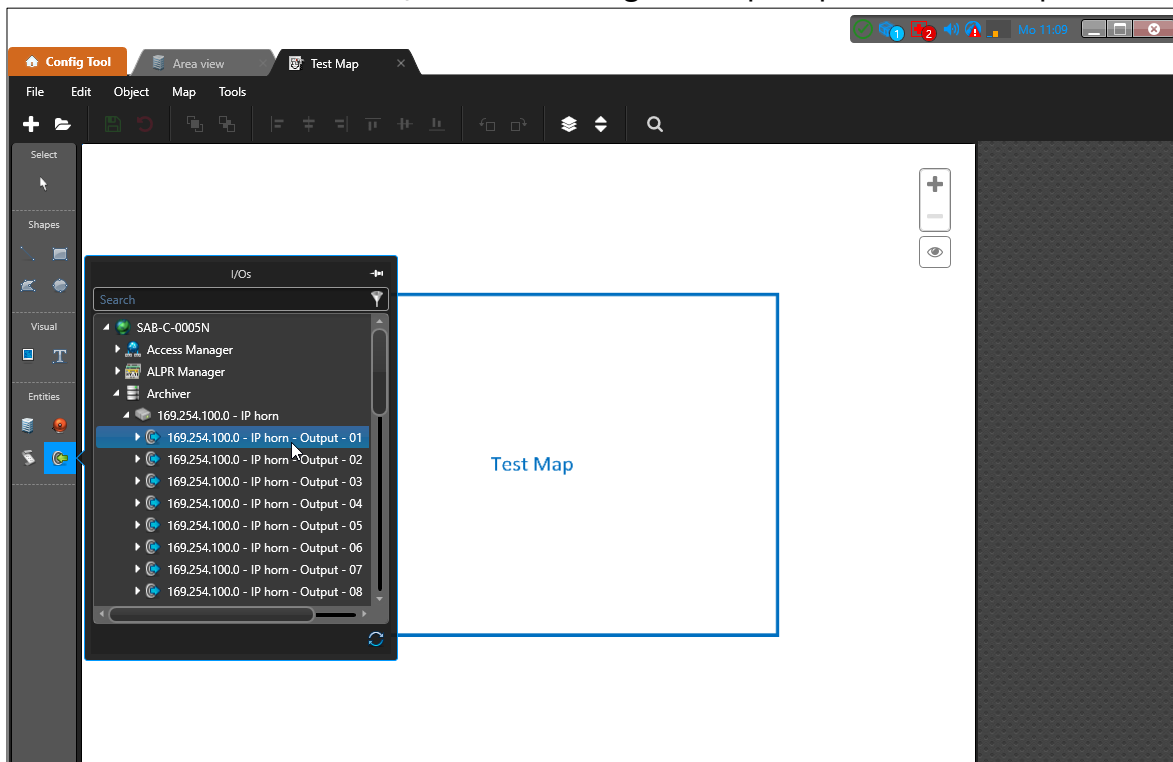 1 2 Mo 11:09
Config Tool Area view Test Map
File Edit Object Map Tools
Select
Shapes
Visual
T
Entities
I/Os
Search
SAB-C-0005N
Access Manager
ALPR Manager
Archiver
169.254.100.0 - IP horn
169.254.100.0 - IP horn - Output - 01
169.254.100.0 - IP horn - Output - 02
169.254.100.0 - IP horn - Output - 03
169.254.100.0 - IP horn - Output - 04
169.254.100.0 - IP horn - Output - 05
169.254.100.0 - IP horn - Output - 06
169.254.100.0 - IP horn - Output - 07
169.254.100.0 - IP horn - Output - 08
Test Map